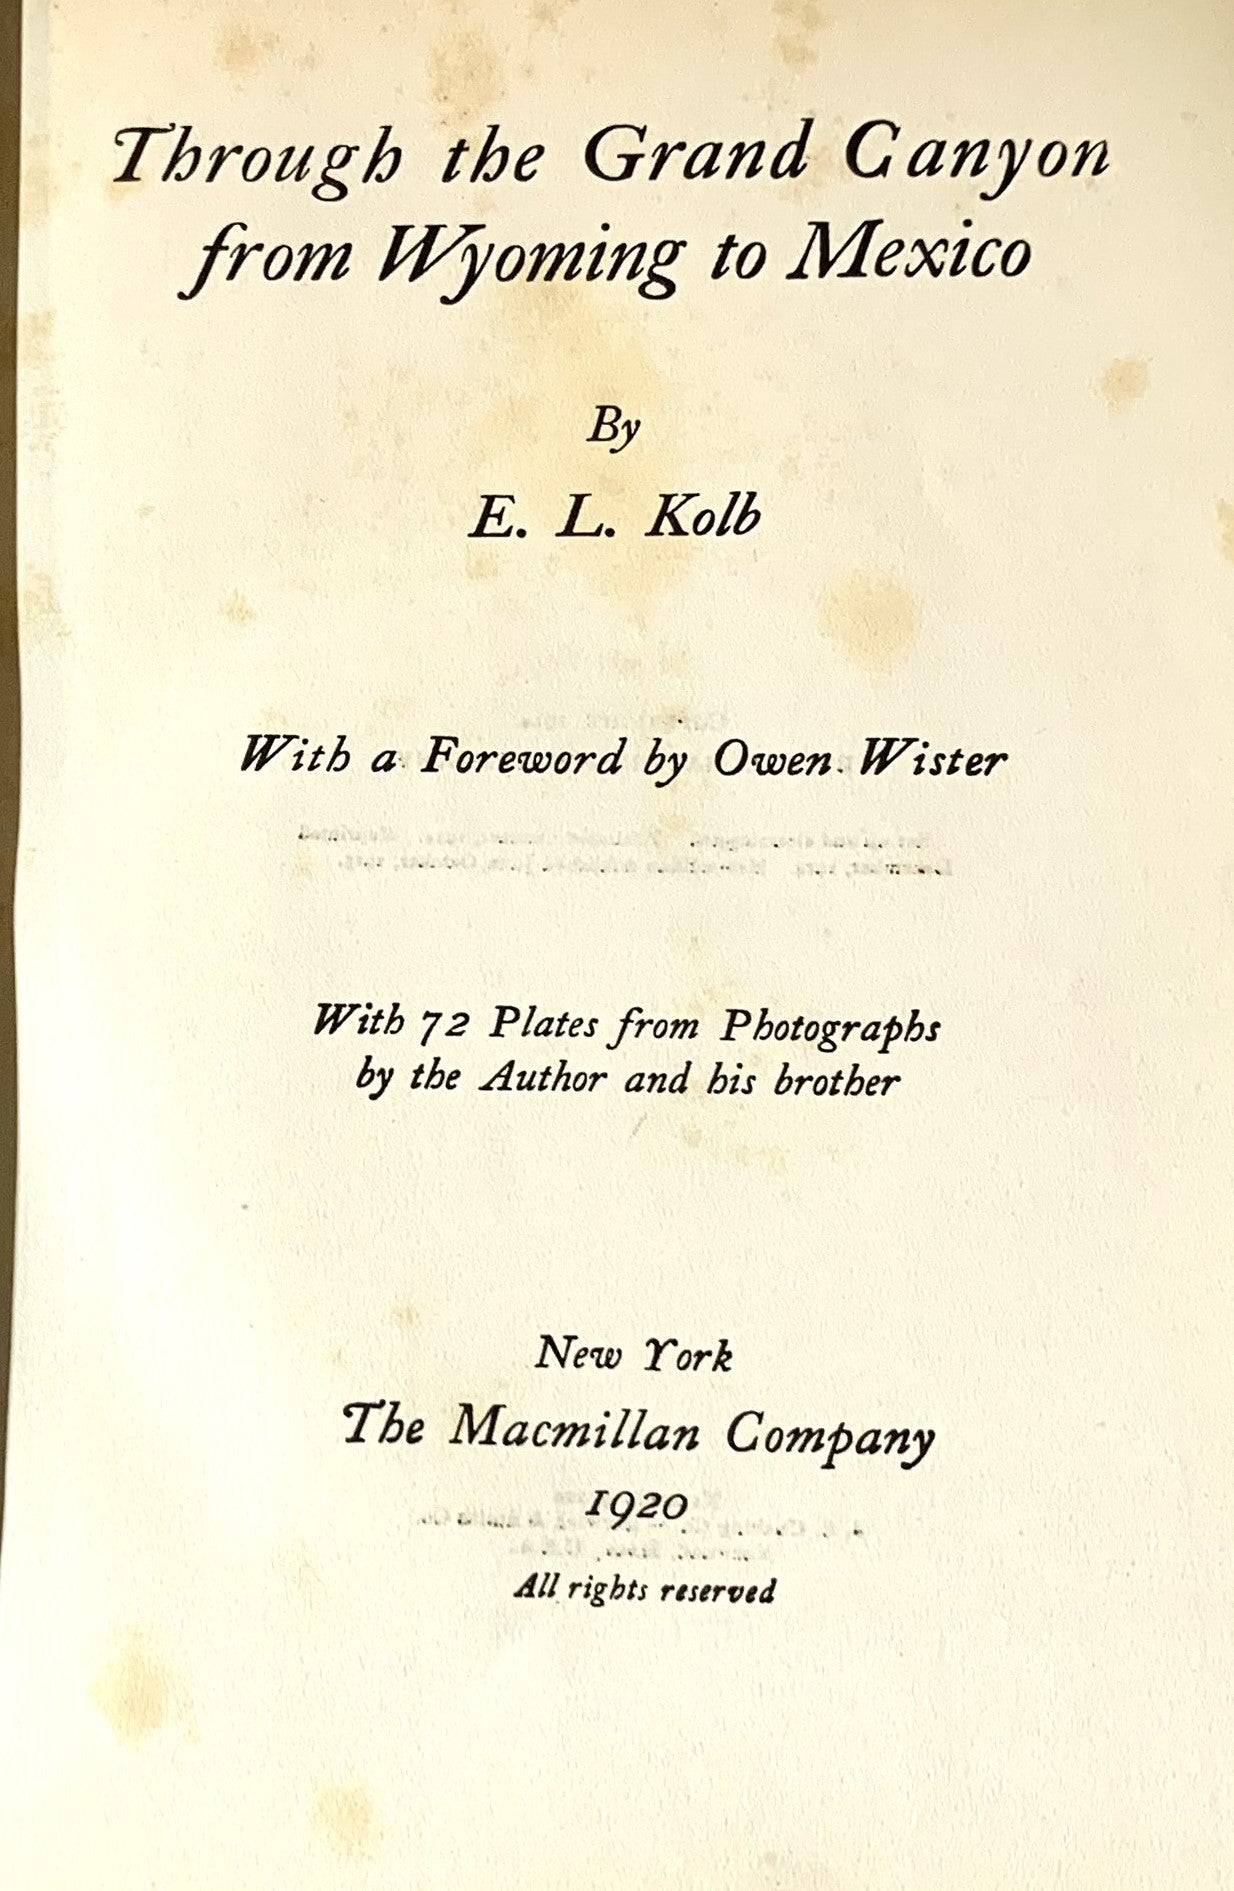 Through the Grand Canyon
from Wyoming to Mexico
By
E. L. Kolb
With a Foreword by Owen Wister
With 72 Plates from Photographs
by the Author and his brother
New York
The Macmillan Company
1920
All rights reserved